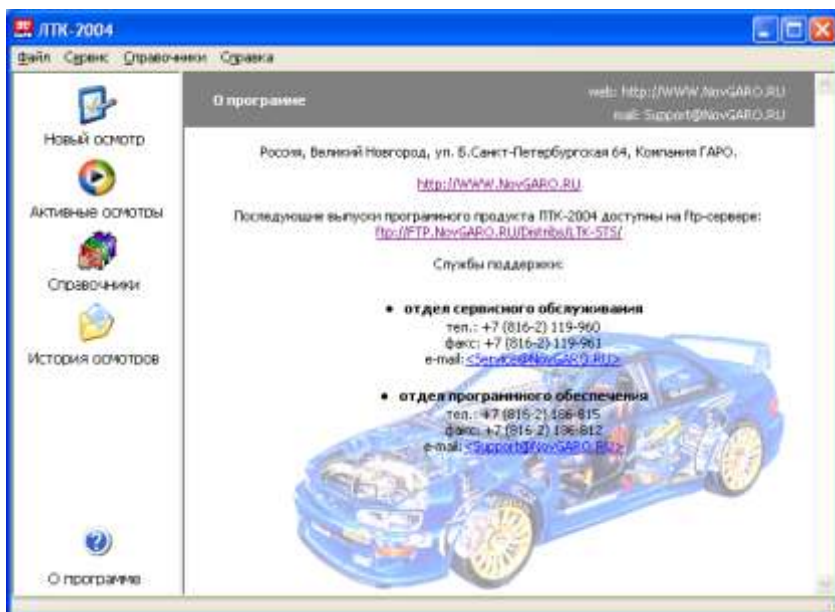 ЛТК-2004
Файл Сервис Справочники Справка
Новый осмотр
Активные осмотры
Справочники
История осмотров
О программе
О программе
web: http://WWW.NovGARO.RU
mail: Support@NovGARO.RU
Россия, Великий Новгород, ул. Б.Санкт-Петербургская 64, Компания ГАРО.
http://WWW.NovGARO.RU
Последующие выпуски програмного продукта ЛТК-2004 доступны на ftp-сервере:
ftp://FTP.NovGARO.RU/Distribs/LTK-STS/
Службы поддержки:
• отдел сервисного обслуживания
тел.: +7 (816-2) 119-960
факс: +7 (816-2) 119-961
e-mail: <Service@NovGARO.RU>
• отдел программного обеспечения
тел.: +7 (816-2) 186-815
факс: +7 (816-2) 186-812
e-mail: <Support@NovGARO.RU>